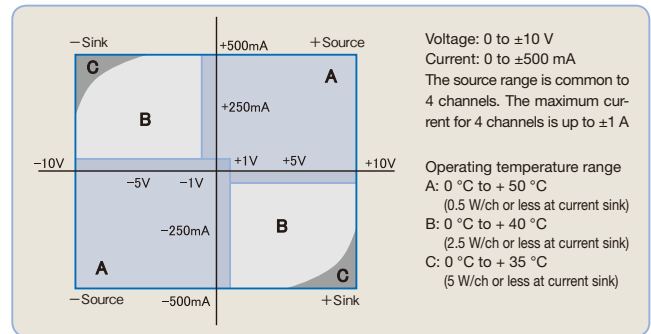 −Sink
+500mA
+Source
C
A
+250mA
B
−10V
+1V
+5V
+10V
−5V
−1V
−250mA
B
A
C
−Source
−500mA
+Sink
Voltage: 0 to ±10 V
Current: 0 to ±500 mA
The source range is common to
4 channels. The maximum cur-
rent for 4 channels is up to ±1 A
Operating temperature range
A: 0 °C to + 50 °C
(0.5 W/ch or less at current sink)
B: 0 °C to + 40 °C
(2.5 W/ch or less at current sink)
C: 0 °C to + 35 °C
(5 W/ch or less at current sink)